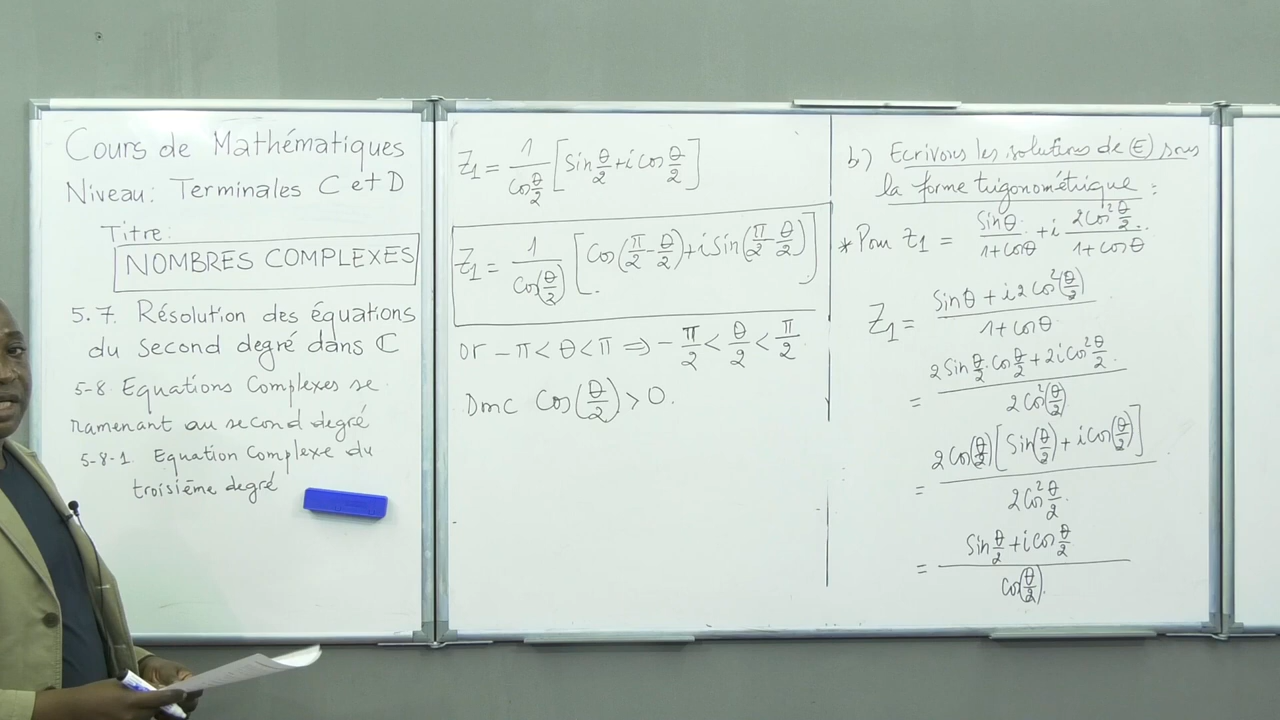 Cours de Mathématiques
Niveau: Terminales C et D
Titre:
NOMBRES COMPLEXES
5.7. Résolution des équations
du second degré dans ℂ
5-8 Equations Complexes se
ramenant au second degré
5-8-1. Equation Complexe du
troisième degré
Z₁ = 1/cos θ/2 [Sin θ/2 + i cos θ/2]
Z₁ = 1/Cos(θ/2) [Cos(π/2 - θ/2) + i Sin(π/2 - θ/2)]
or -π < θ < π ⇒ -π/2 < θ/2 < π/2
Donc Cos(θ/2) > 0.
b) Ecrivons les solutions de (E) sous
la forme trigonométrique :
* Pour Z₁ = Sinθ/1+cosθ + i 2Cos² θ/2/1+cosθ
Z₁ = Sinθ + i2Cos²(θ/2)/1+cosθ
= 2Sin θ/2. Cos θ/2 + 2i Cos² θ/2/2Cos²(θ/2)
= 2Cos(θ/2)[Sin(θ/2) + i Cos(θ/2)]/2Cos² θ/2.
= Sin θ/2 + i Cos θ/2/Cos(θ/2).